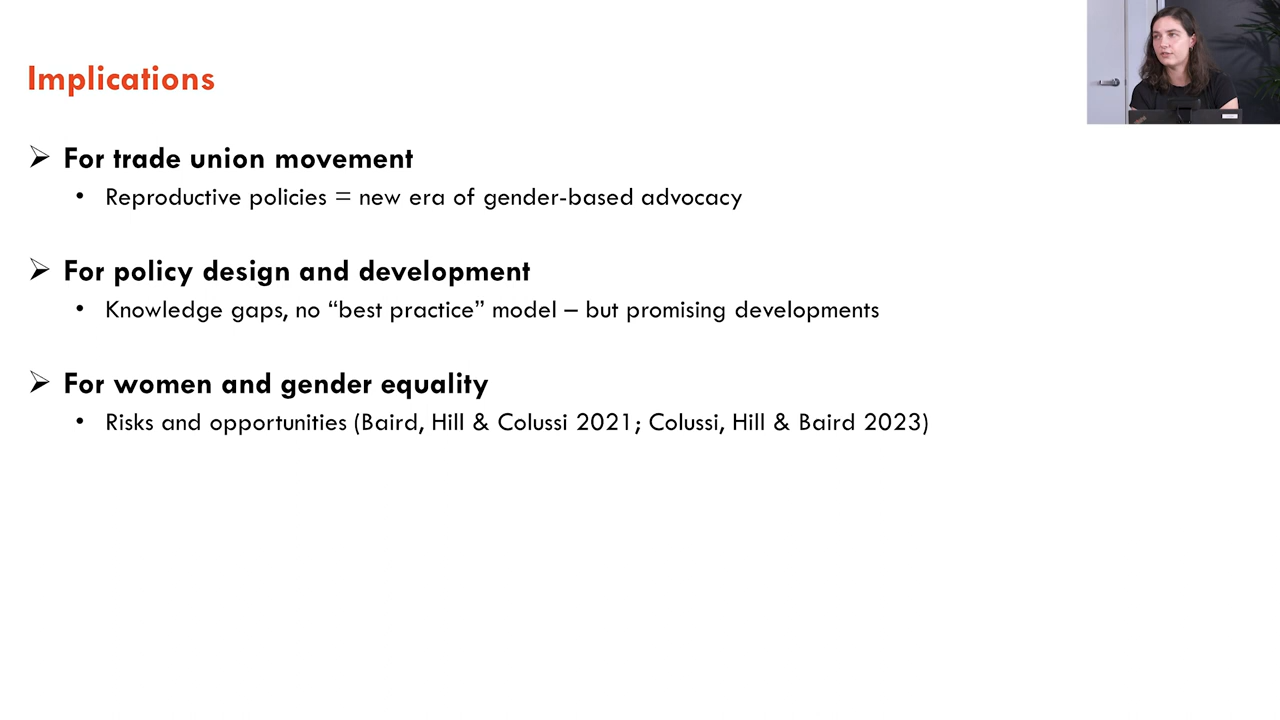 Implications
➢ For trade union movement
• Reproductive policies = new era of gender-based advocacy
➢ For policy design and development
• Knowledge gaps, no “best practice” model – but promising developments
➢ For women and gender equality
• Risks and opportunities (Baird, Hill & Colussi 2021; Colussi, Hill & Baird 2023)